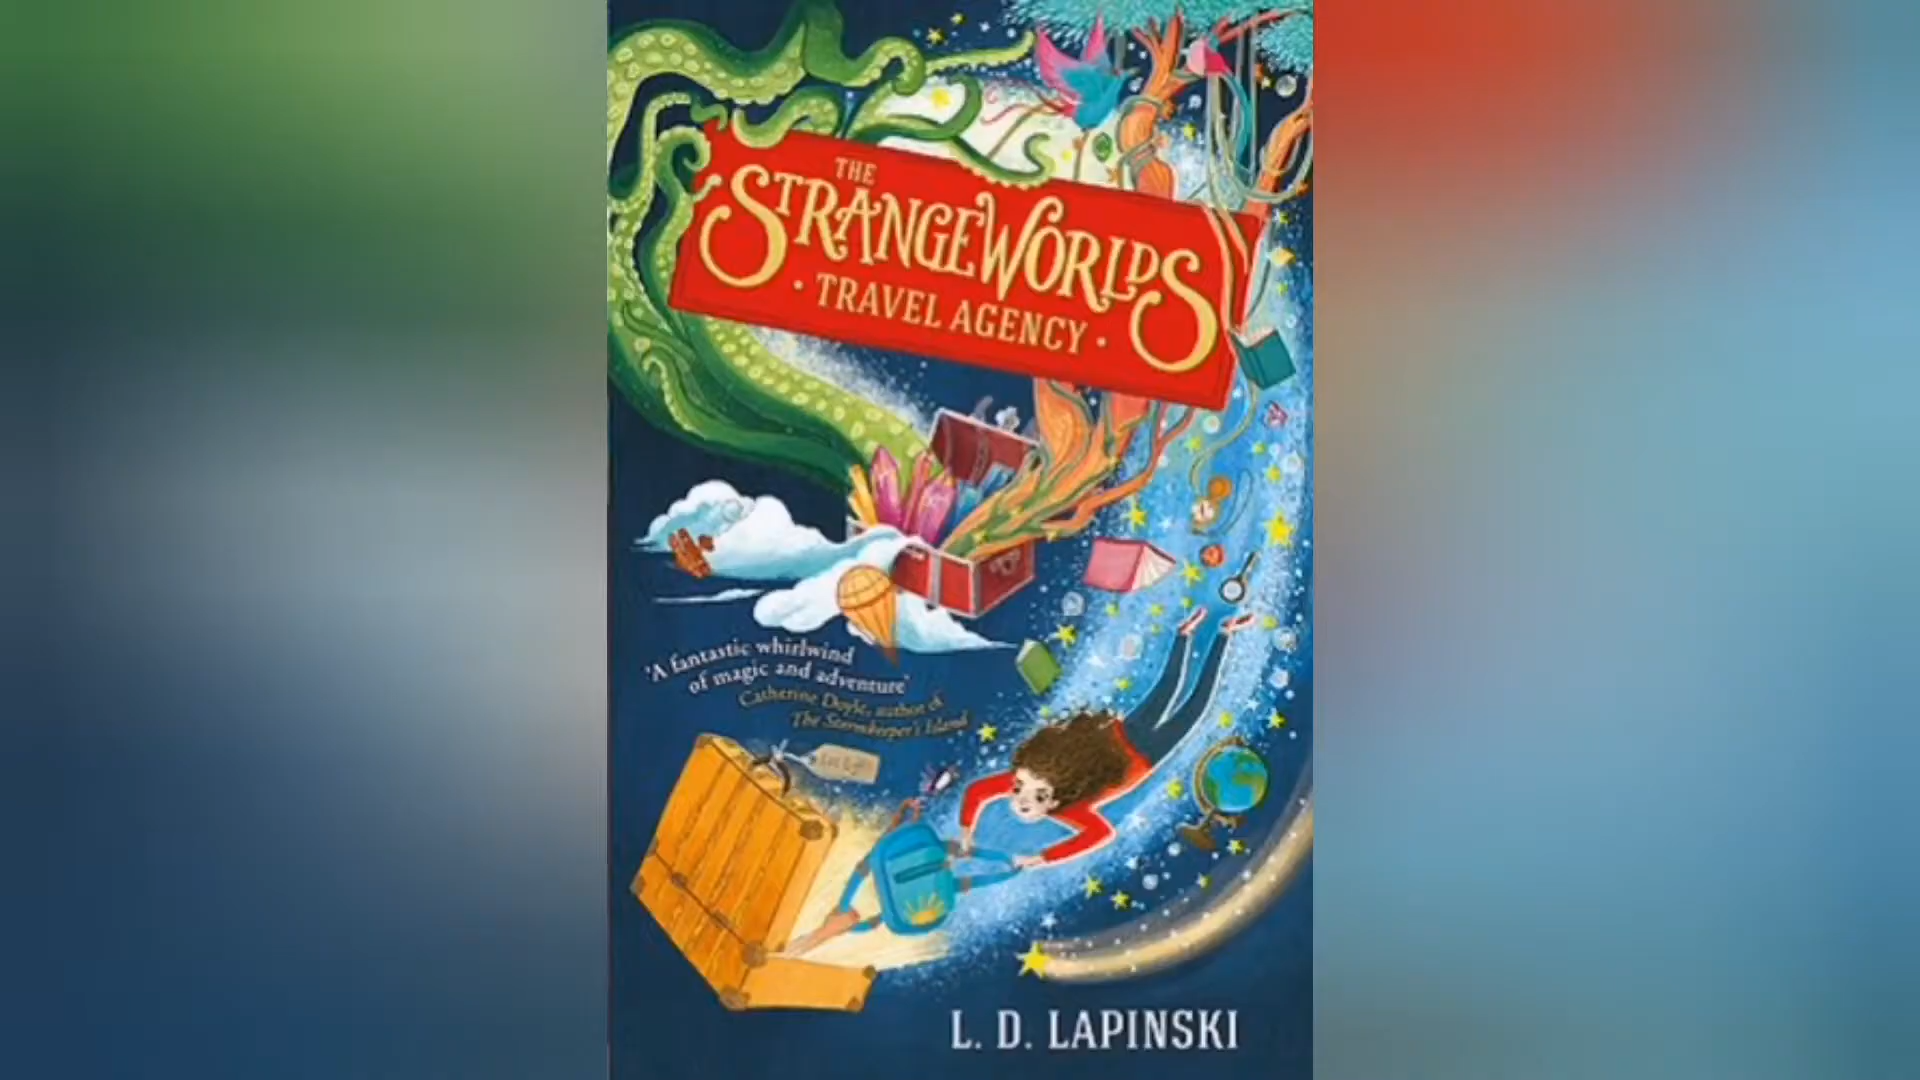 THE
STRANGEWORLDS
· TRAVEL AGENCY ·
'A fantastic whirlwind
of magic and adventure'
Catherine Doyle, author of
The Stormkeeper's Island
L. D. LAPINSKI